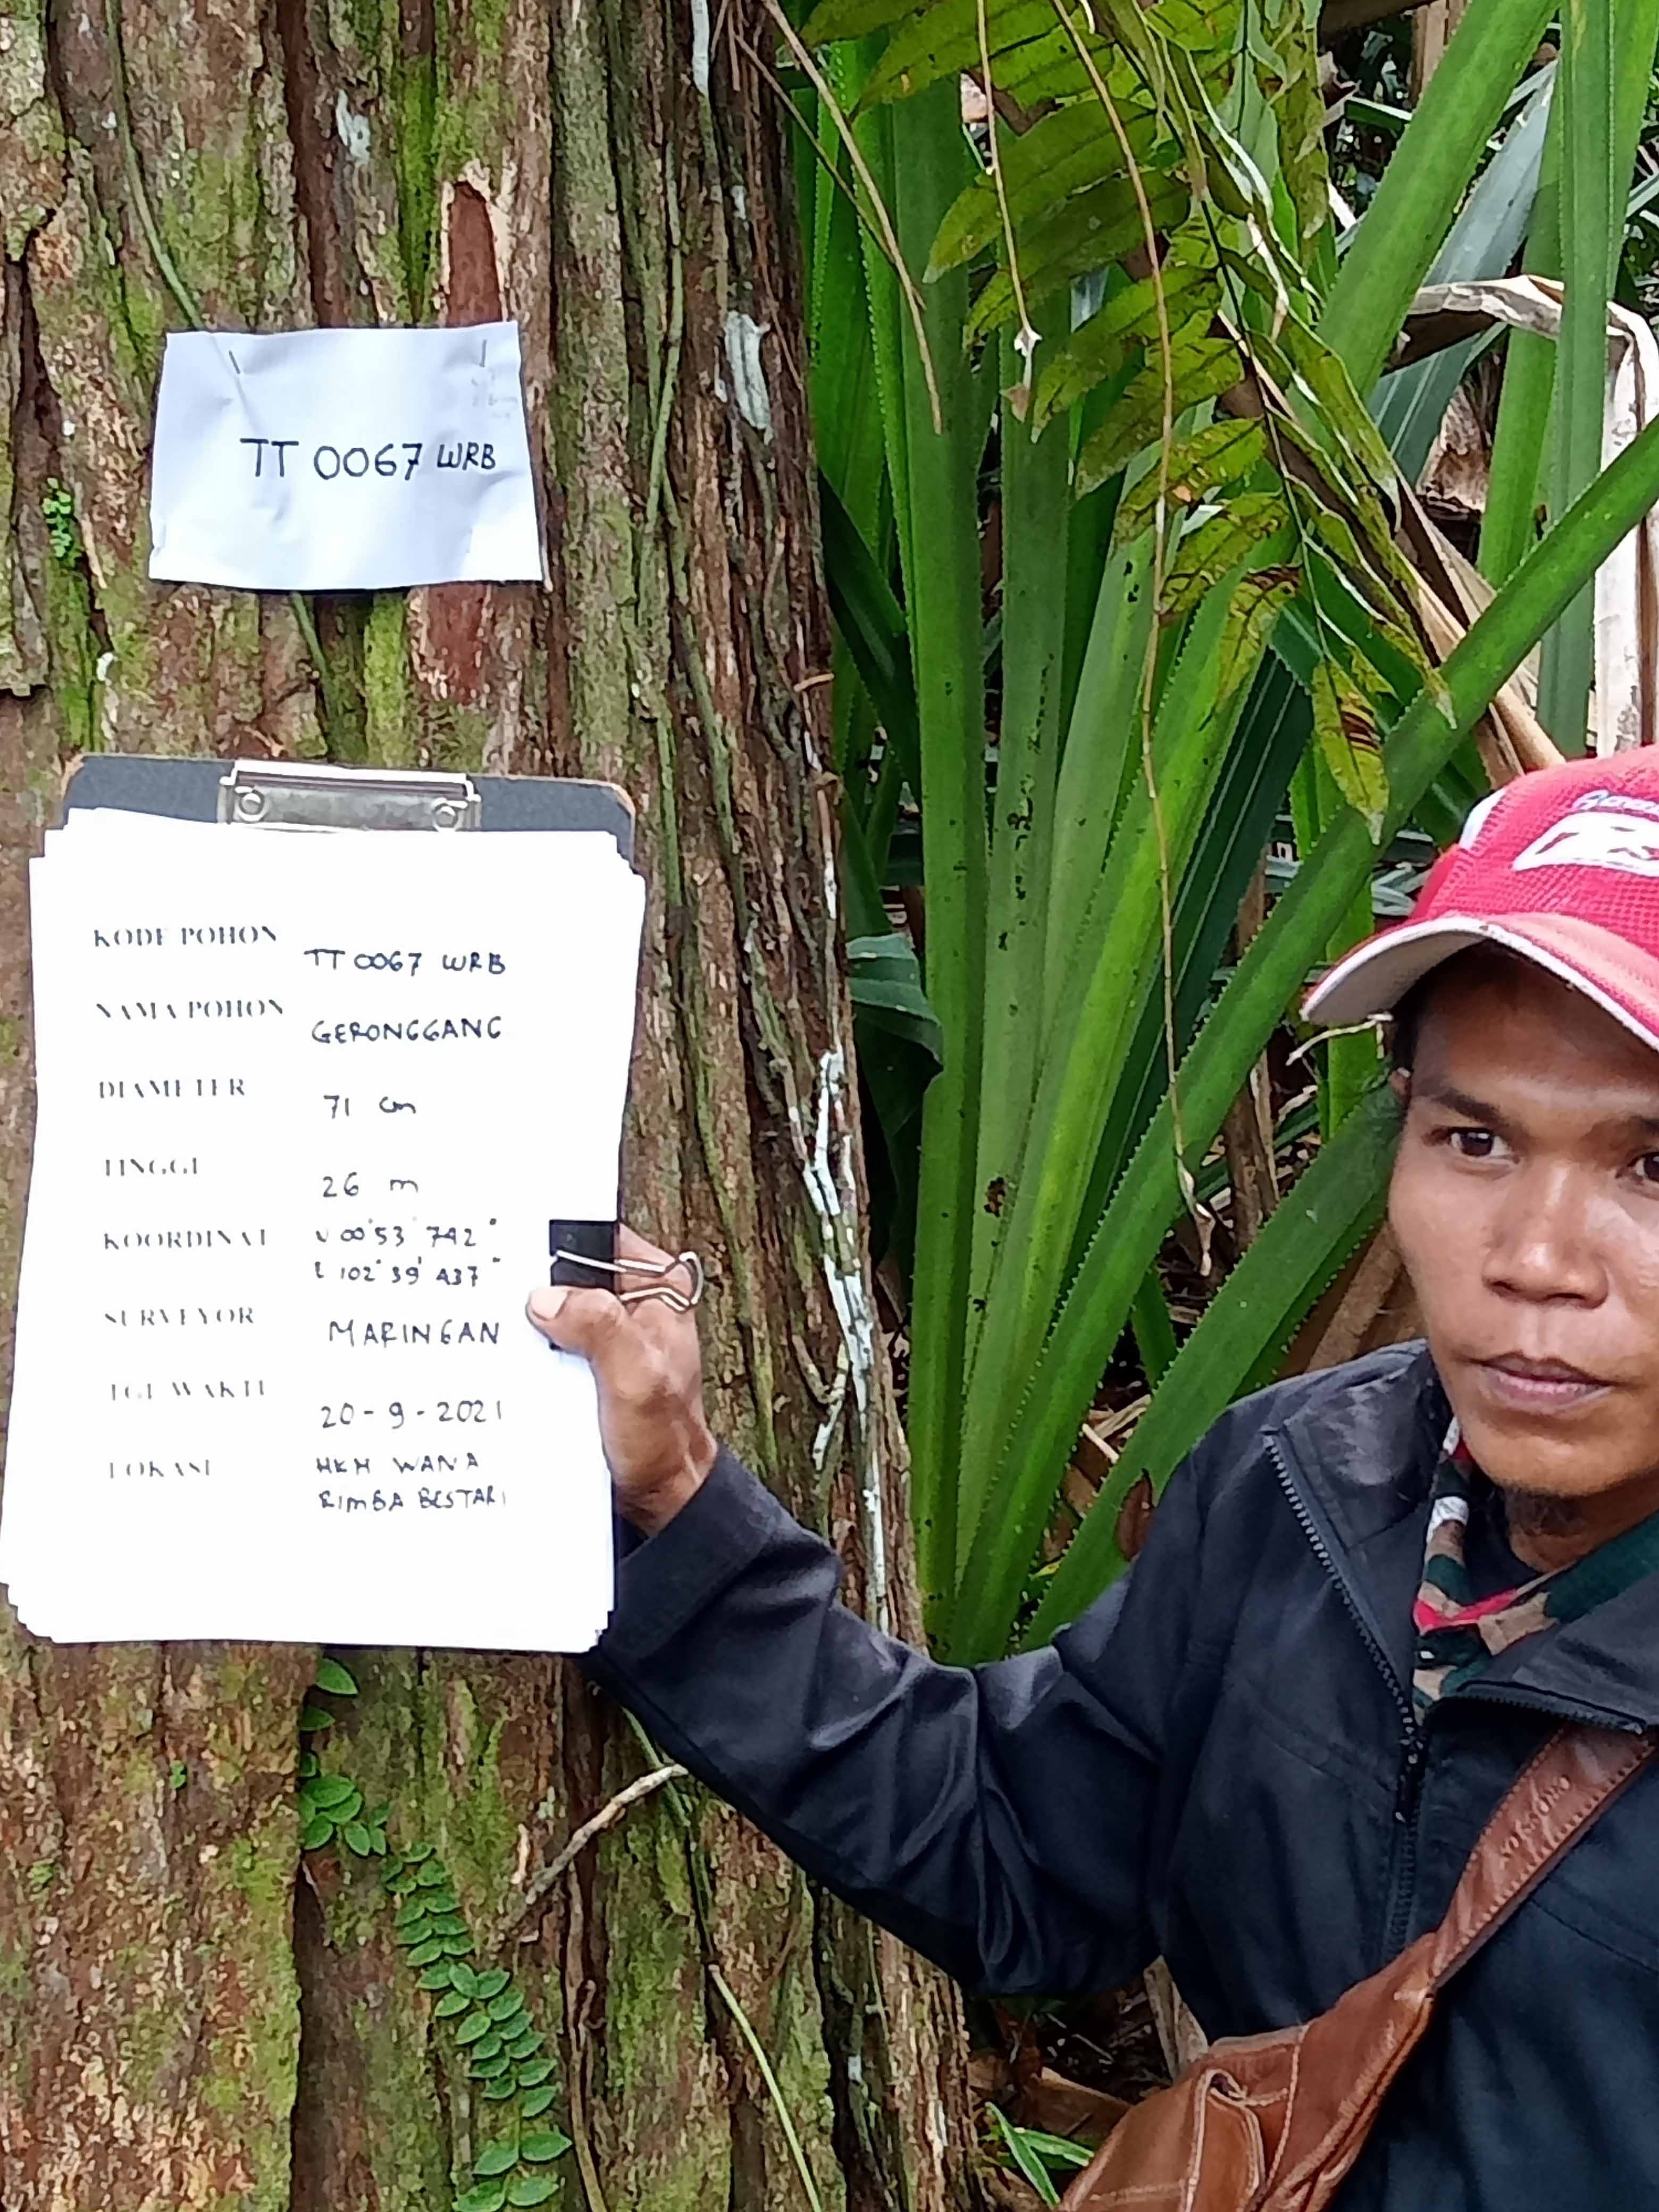 TT 0067 WRB
KODE POHON TT 0067 WRB
NAMA POHON GERONGGANG
DIAMETER 71 cm
TINGGI 26 m
KOORDINAT N 00° 53' 742"
E 102° 39' 437"
SURVEYOR MARINGAN
TGL WAKTU 20-9-2021
LOKASI HKM WANA
RIMBA BESTARI